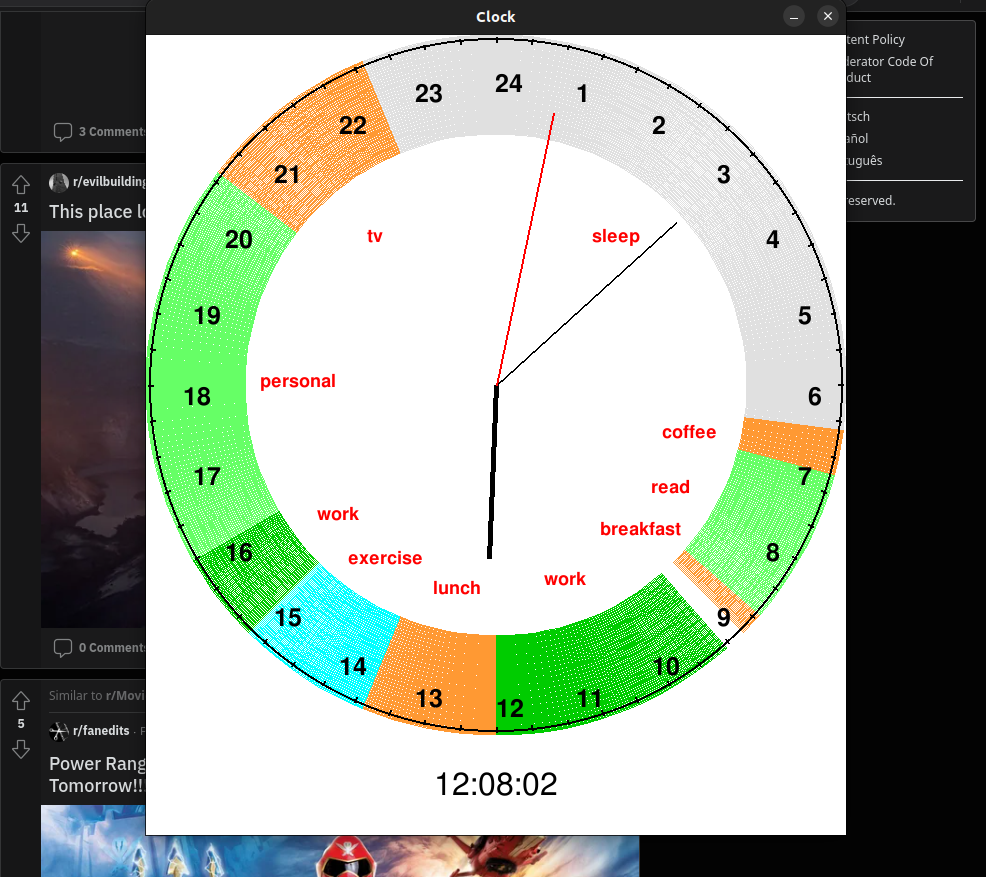 Clock
tent Policy
derator Code Of
duct
tsch
añol
tuguês
reserved.
3 Comments
r/evilbuilding
11
This place l
0 Comments
Similar to r/Movi
5
r/fanedits · F
Power Rang
Tomorrow!!
24
1
2
3
4
5
6
7
8
9
10
11
12
13
14
15
16
17
18
19
20
21
22
23
tv
sleep
personal
coffee
read
breakfast
work
exercise
lunch
work
12:08:02